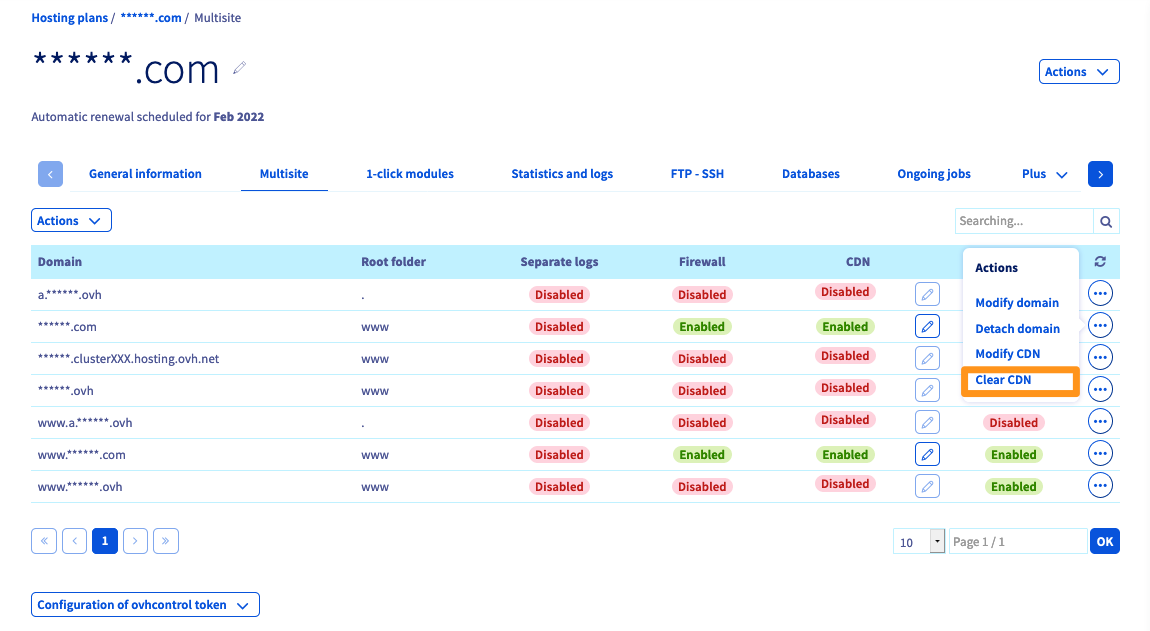 Hosting plans / ******.com / Multisite
******.com
Actions
Automatic renewal scheduled for Feb 2022
General information Multisite 1-click modules Statistics and logs FTP - SSH Databases Ongoing jobs Plus
Actions
Searching...
Domain Root folder Separate logs Firewall CDN
Actions
Modify domain
Detach domain
Modify CDN
Clear CDN
a.******.ovh . Disabled Disabled Disabled
******.com www Disabled Enabled Enabled
******.clusterXXX.hosting.ovh.net www Disabled Disabled Disabled
******.ovh www Disabled Disabled Disabled
www.a.******.ovh . Disabled Disabled Disabled Disabled
www.******.com www Disabled Enabled Enabled Enabled
www.******.ovh www Disabled Disabled Disabled Enabled
« ‹ 1 › » 10 Page 1 / 1 OK
Configuration of ovhcontrol token